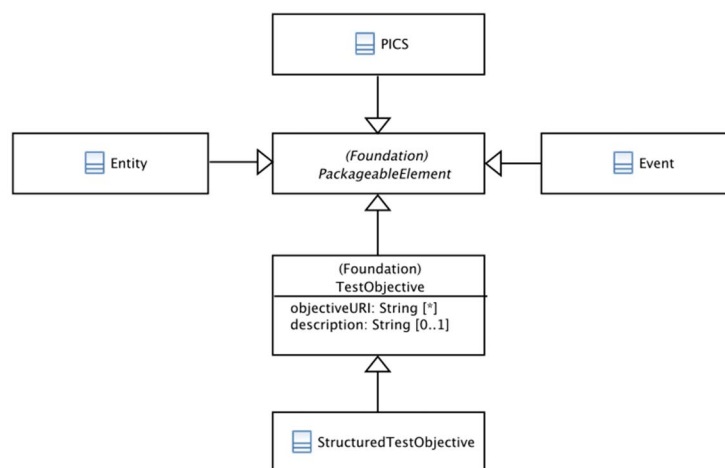 PICS
Entity
(Foundation)
PackageableElement
Event
(Foundation)
TestObjective
objectiveURI: String [*]
description: String [0..1]
StructuredTestObjective